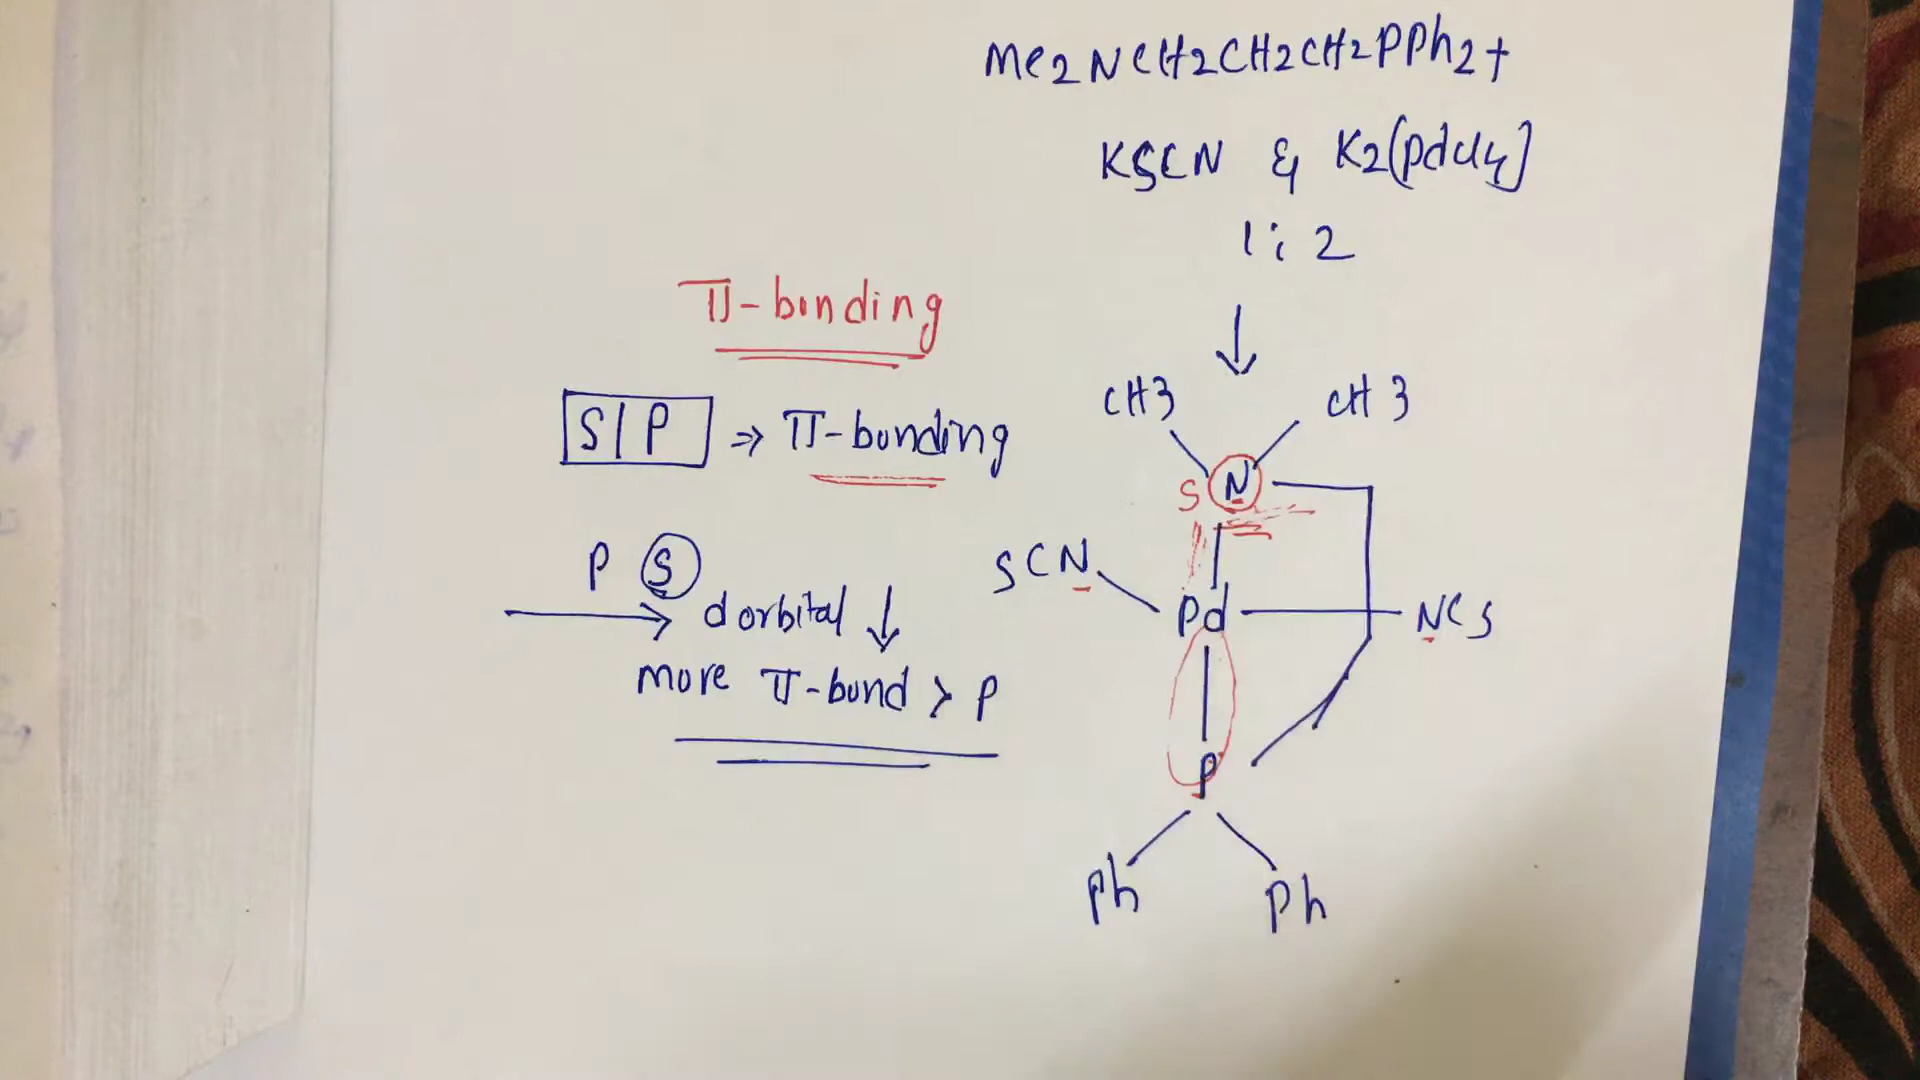 Me2NCH2CH2CH2PPh2+
KSCN & K2[PdCl4]
1:2
π-bonding
S/P ⇒ π-bonding
P S
→ d orbital ↓
more π-bond > P
CH3 CH3
S N
SCN Pd NCS
P
Ph Ph